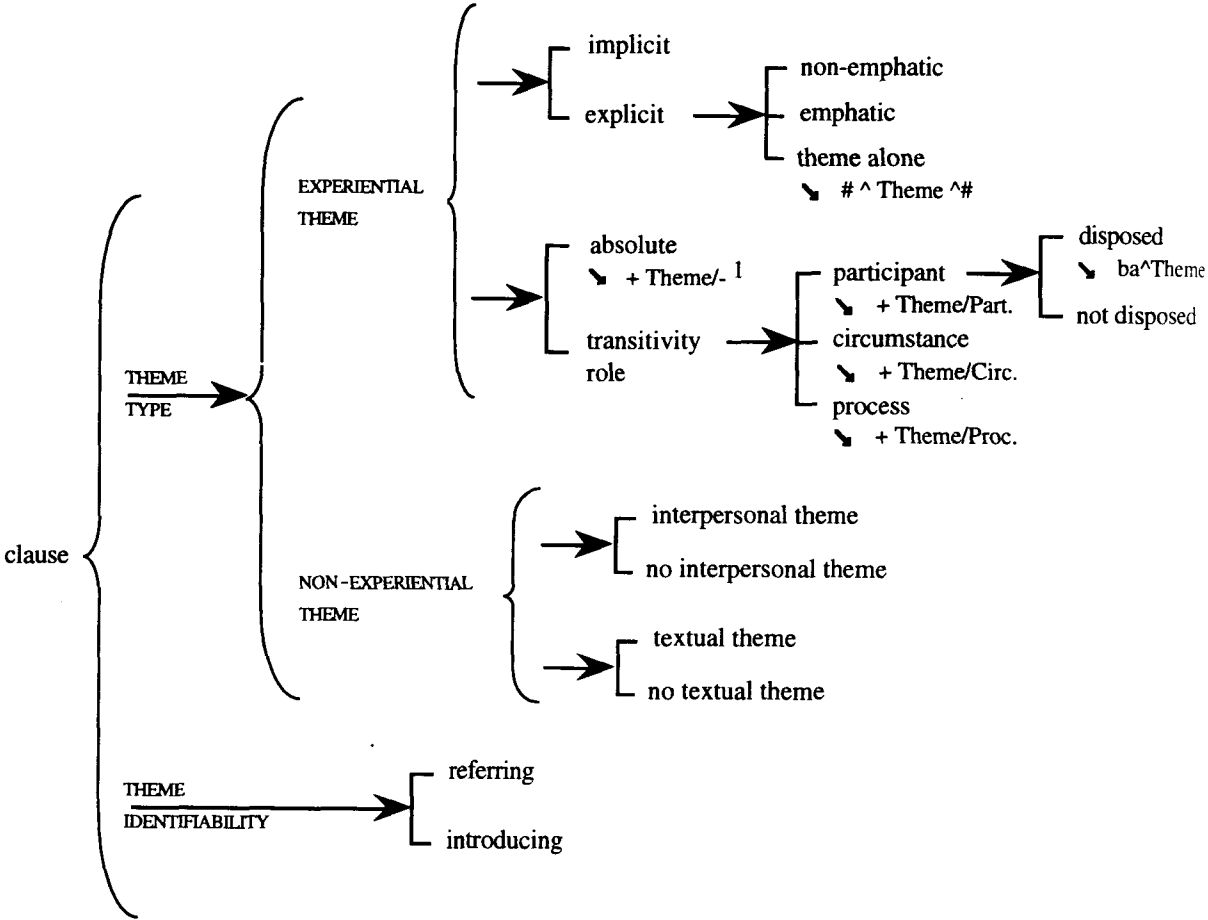 implicit
explicit
non-emphatic
emphatic
theme alone
↘ # ^ Theme ^#
EXPERIENTIAL
THEME
absolute
↘ + Theme/- 1
transitivity
role
participant
↘ + Theme/Part.
circumstance
↘ + Theme/Circ.
process
↘ + Theme/Proc.
disposed
↘ ba^Theme
not disposed
THEME
TYPE
clause
NON-EXPERIENTIAL
THEME
interpersonal theme
no interpersonal theme
textual theme
no textual theme
THEME
IDENTIFIABILITY
referring
introducing